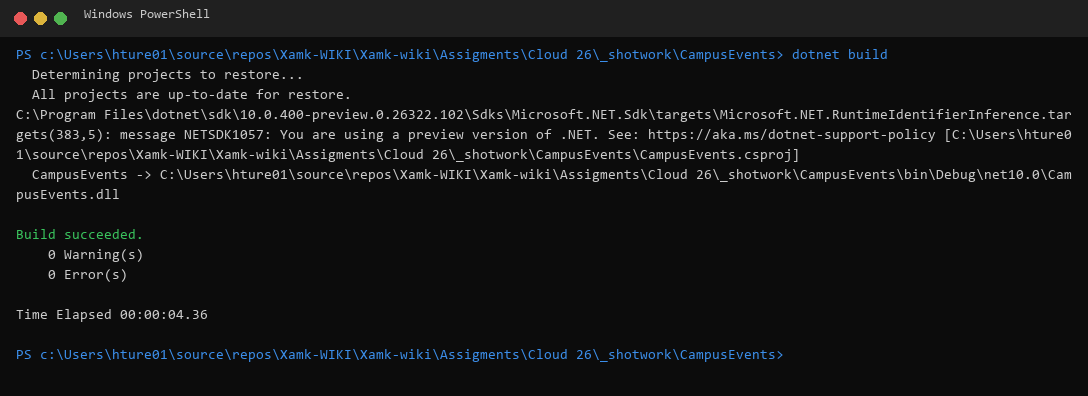 Windows PowerShell
PS c:\Users\hture01\source\repos\Xamk-WIKI\Xamk-wiki\Assigments\Cloud 26\_shotwork\CampusEvents> dotnet build
  Determining projects to restore...
  All projects are up-to-date for restore.
C:\Program Files\dotnet\sdk\10.0.400-preview.0.26322.102\Sdks\Microsoft.NET.Sdk\targets\Microsoft.NET.RuntimeIdentifierInference.tar
gets(383,5): message NETSDK1057: You are using a preview version of .NET. See: https://aka.ms/dotnet-support-policy [C:\Users\hture0
1\source\repos\Xamk-WIKI\Xamk-wiki\Assigments\Cloud 26\_shotwork\CampusEvents\CampusEvents.csproj]
  CampusEvents -> C:\Users\hture01\source\repos\Xamk-WIKI\Xamk-wiki\Assigments\Cloud 26\_shotwork\CampusEvents\bin\Debug\net10.0\Cam
pusEvents.dll
Build succeeded.
    0 Warning(s)
    0 Error(s)
Time Elapsed 00:00:04.36
PS c:\Users\hture01\source\repos\Xamk-WIKI\Xamk-wiki\Assigments\Cloud 26\_shotwork\CampusEvents>